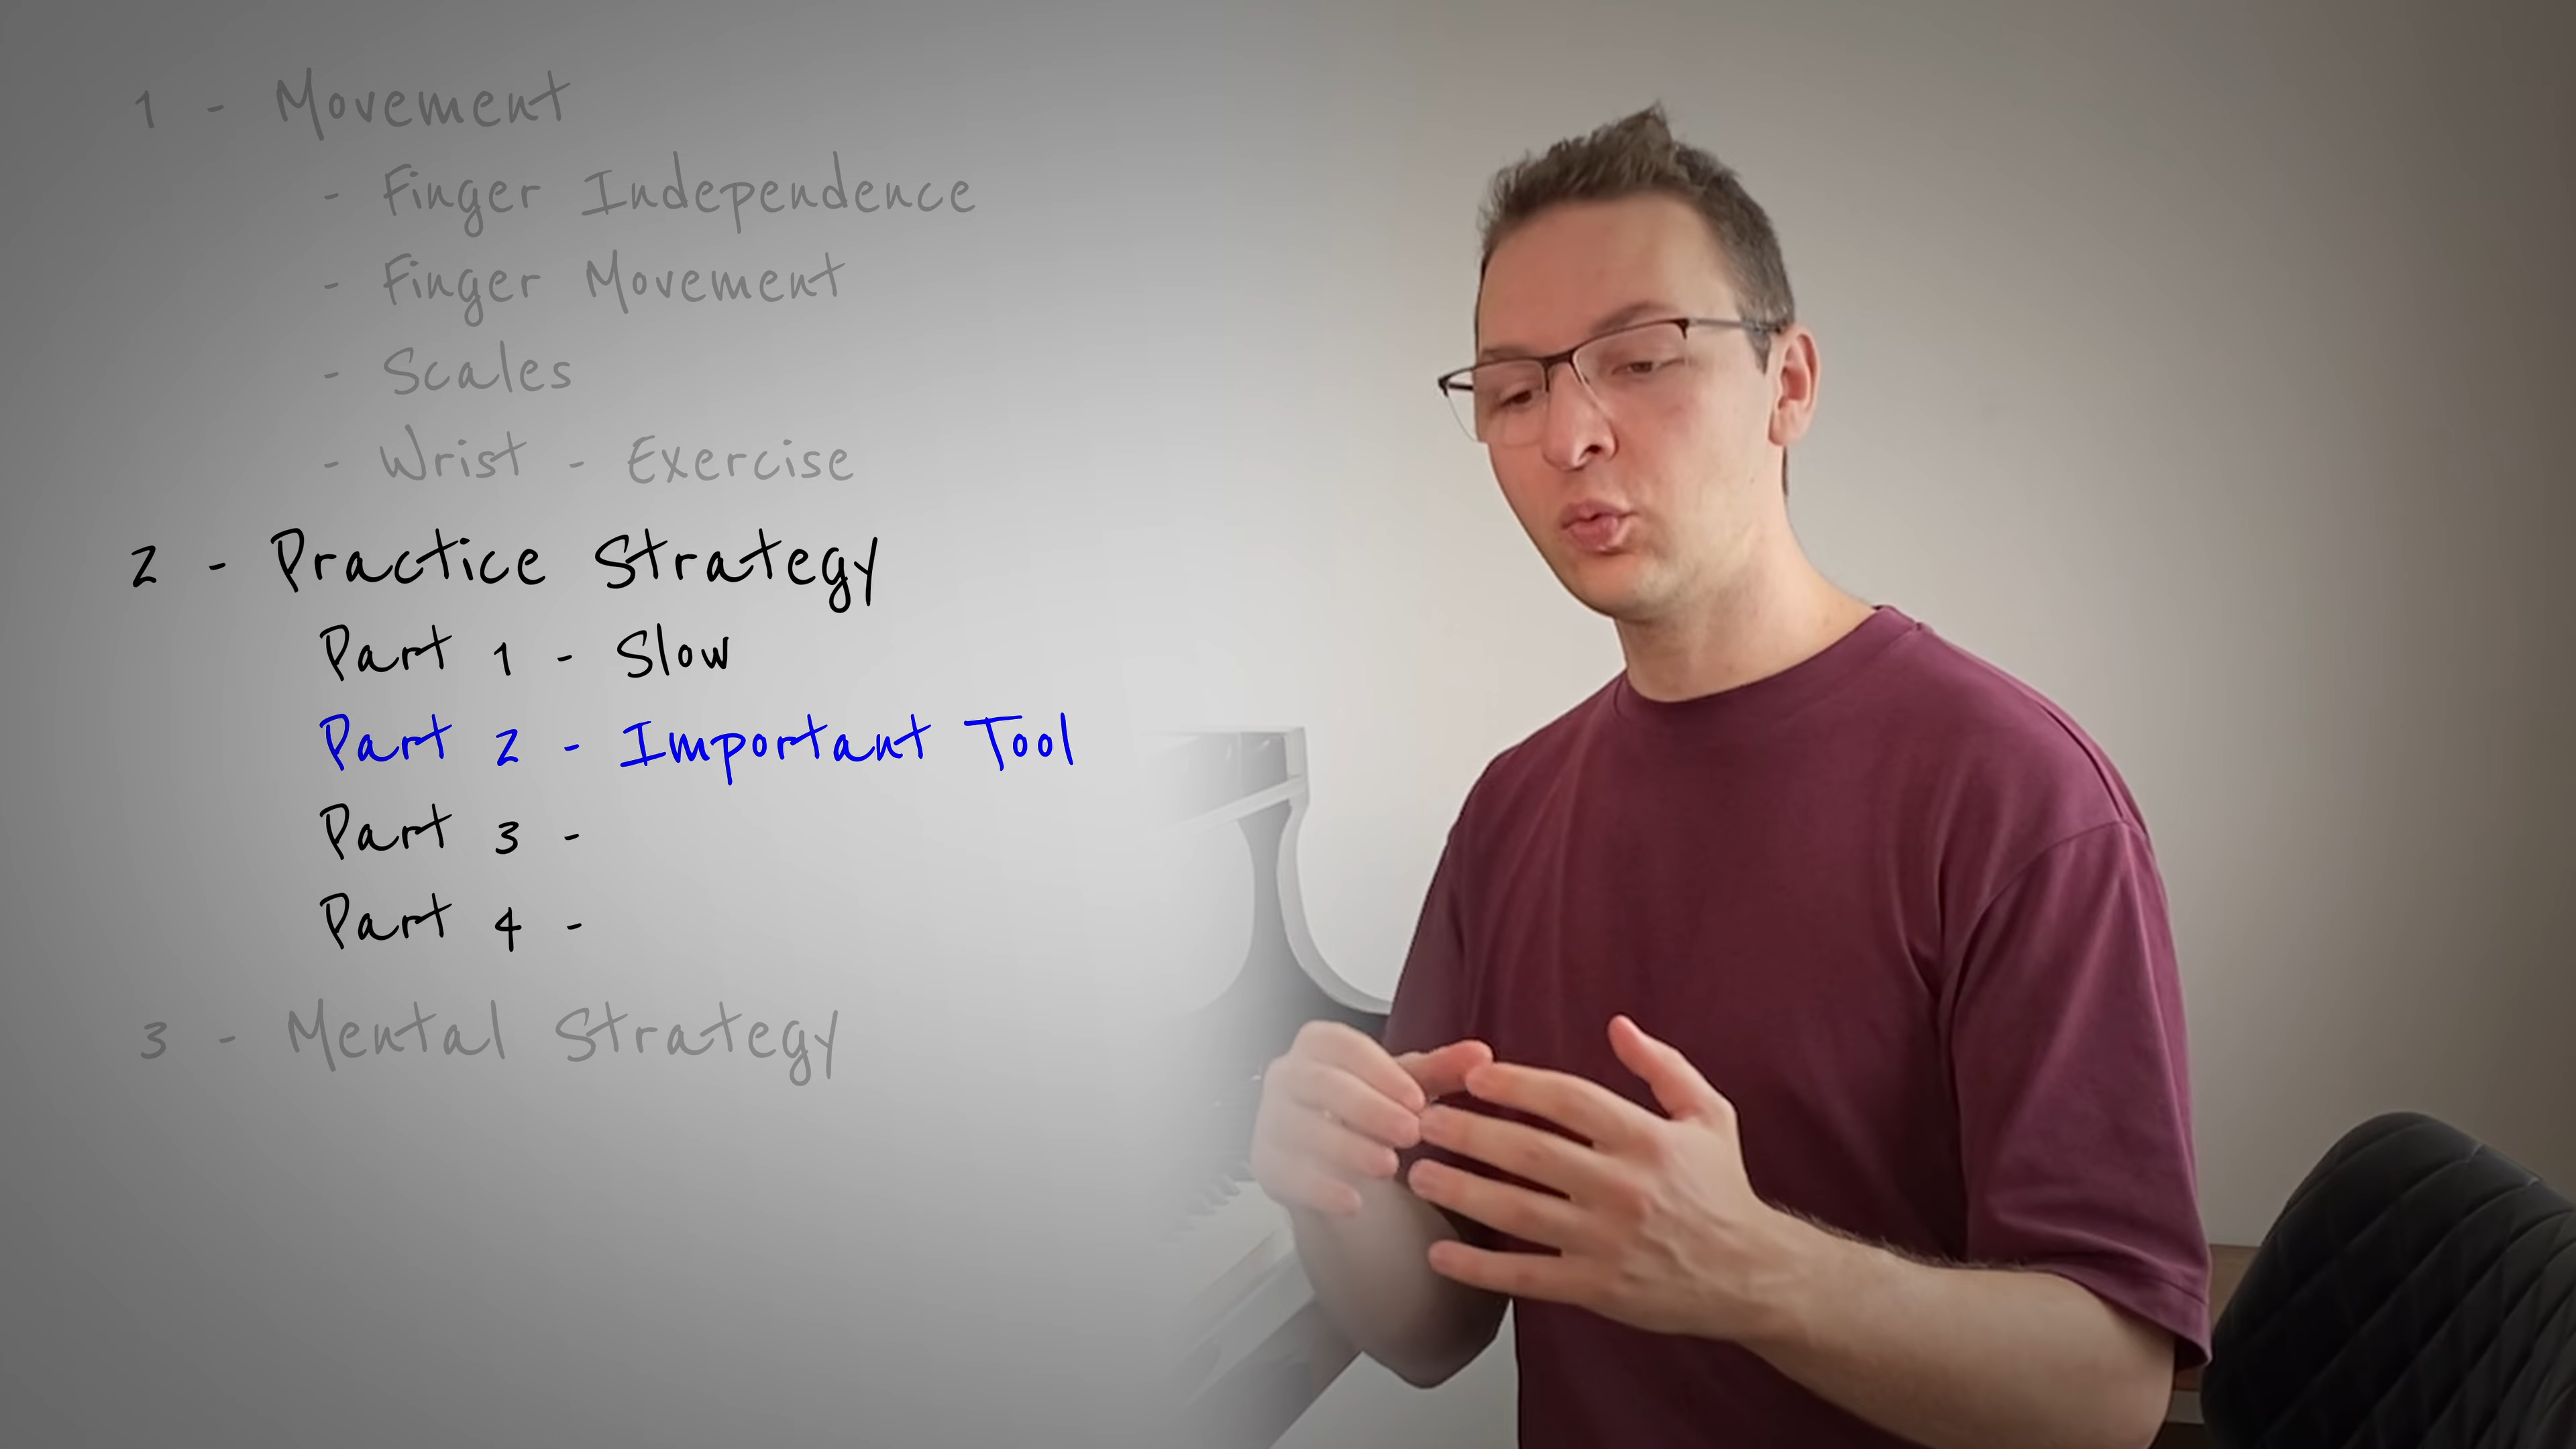 1 - Movement
- Finger Independence
- Finger Movement
- Scales
- Wrist - Exercise
2 - Practice Strategy
Part 1 - Slow
Part 2 - Important Tool
Part 3 -
Part 4 -
3 - Mental Strategy